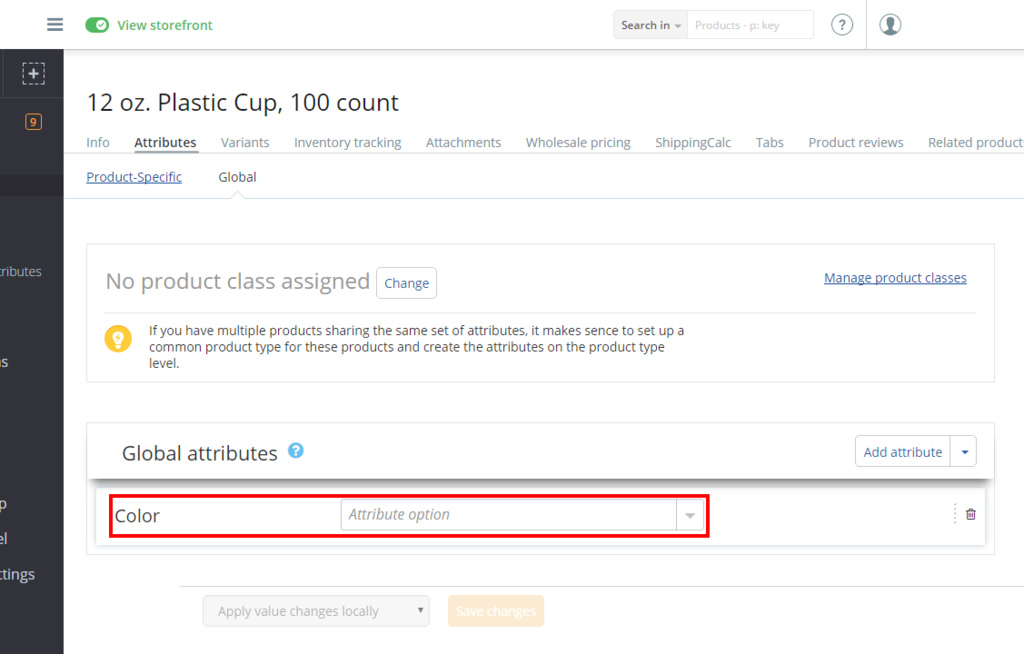 View storefront
Search in
Products - p: key
?
9
12 oz. Plastic Cup, 100 count
Info Attributes Variants Inventory tracking Attachments Wholesale pricing ShippingCalc Tabs Product reviews Related product
Product-Specific Global
ributes
No product class assigned Change Manage product classes
If you have multiple products sharing the same set of attributes, it makes sence to set up a
common product type for these products and create the attributes on the product type
level.
s
Global attributes ? Add attribute
p
Color Attribute option
el
ttings
Apply value changes locally Save changes